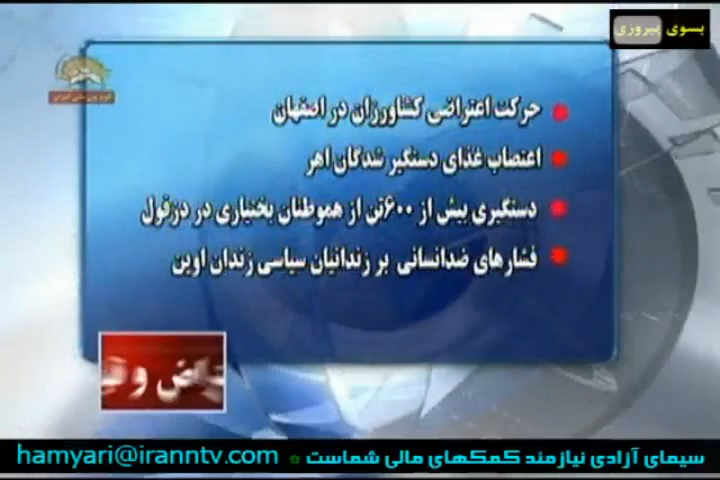 بسوی پیروزی
حرکت اعتراضی کشاورزان در اصفهان
اعتصاب غذای دستگیر شدگان اهر
دستگیری بیش از ۶۰۰تن از هموطنان بختیاری در دزفول
فشارهای ضدانسانی بر زندانیان سیاسی زندان اوین
سیمای آزادی نیازمند کمکهای مالی شماست * hamyari@iranntv.com